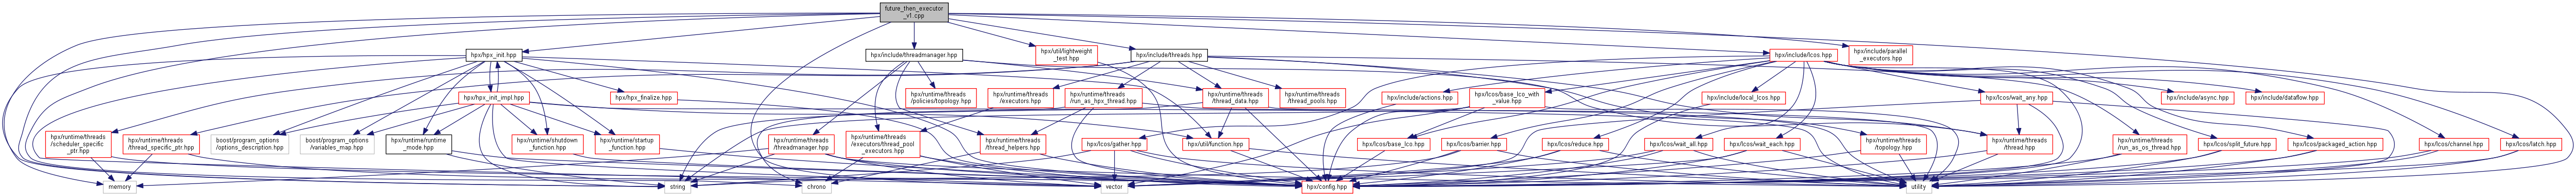 future_then_executor
_v1.cpp
hpx/hpx_init.hpp
hpx/include/threadmanager.hpp
hpx/util/lightweight
_test.hpp
hpx/include/threads.hpp
hpx/include/lcos.hpp
hpx/include/parallel
_executors.hpp
hpx/hpx_init_impl.hpp
hpx/hpx_finalize.hpp
hpx/runtime/threads
/policies/topology.hpp
hpx/runtime/threads
/executors.hpp
hpx/runtime/threads
/run_as_hpx_thread.hpp
hpx/runtime/threads
/thread_data.hpp
hpx/runtime/threads
/thread_pools.hpp
hpx/include/actions.hpp
hpx/lcos/base_lco_with
_value.hpp
hpx/include/local_lcos.hpp
hpx/lcos/wait_any.hpp
hpx/include/async.hpp
hpx/include/dataflow.hpp
hpx/runtime/threads
/scheduler_specific
_ptr.hpp
hpx/runtime/threads
/thread_specific_ptr.hpp
boost/program_options
/options_description.hpp
boost/program_options
/variables_map.hpp
hpx/runtime/runtime
_mode.hpp
hpx/runtime/shutdown
_function.hpp
hpx/runtime/startup
_function.hpp
hpx/runtime/threads
/threadmanager.hpp
hpx/runtime/threads
/executors/thread_pool
_executors.hpp
hpx/runtime/threads
/thread_helpers.hpp
hpx/lcos/gather.hpp
hpx/util/function.hpp
hpx/lcos/base_lco.hpp
hpx/lcos/barrier.hpp
hpx/lcos/reduce.hpp
hpx/lcos/wait_all.hpp
hpx/lcos/wait_each.hpp
hpx/runtime/threads
/topology.hpp
hpx/runtime/threads
/thread.hpp
hpx/runtime/threads
/run_as_os_thread.hpp
hpx/lcos/split_future.hpp
hpx/lcos/packaged_action.hpp
hpx/lcos/channel.hpp
hpx/lcos/latch.hpp
memory
string
chrono
vector
hpx/config.hpp
utility